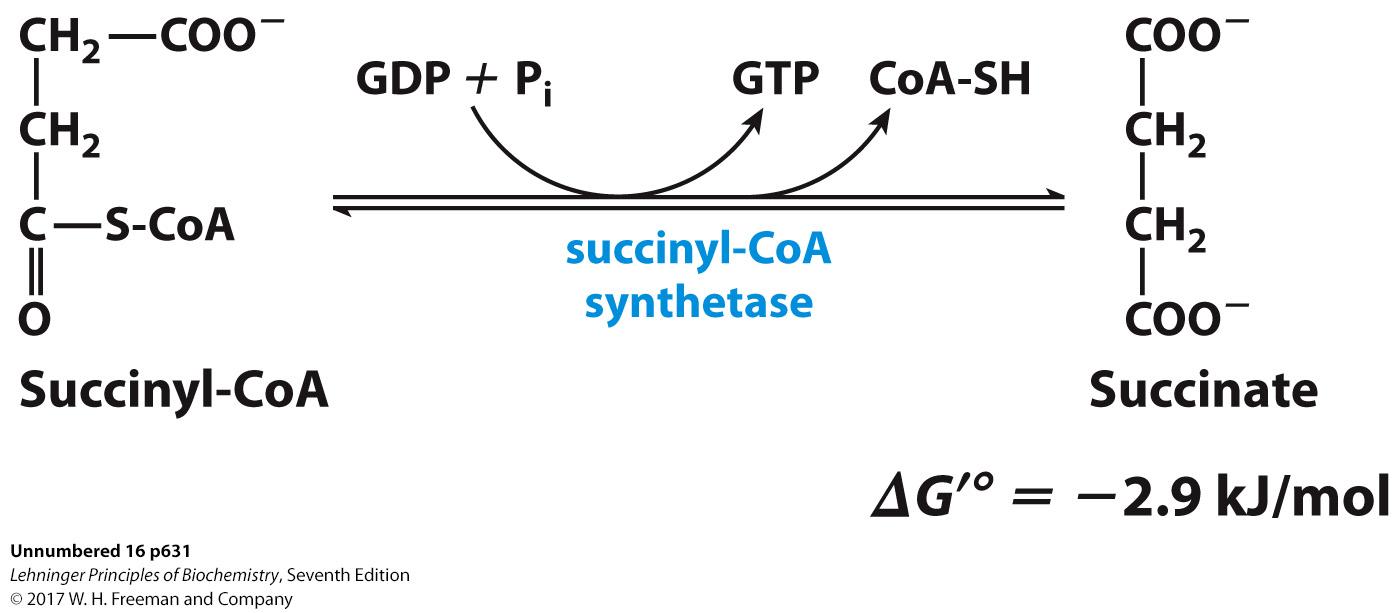 CH₂—COO⁻
CH₂
C—S-CoA
O
Succinyl-CoA
GDP + Pᵢ
GTP
CoA-SH
succinyl-CoA
synthetase
COO⁻
CH₂
CH₂
COO⁻
Succinate
ΔG′° = −2.9 kJ/mol
Unnumbered 16 p631
Lehninger Principles of Biochemistry, Seventh Edition
© 2017 W. H. Freeman and Company